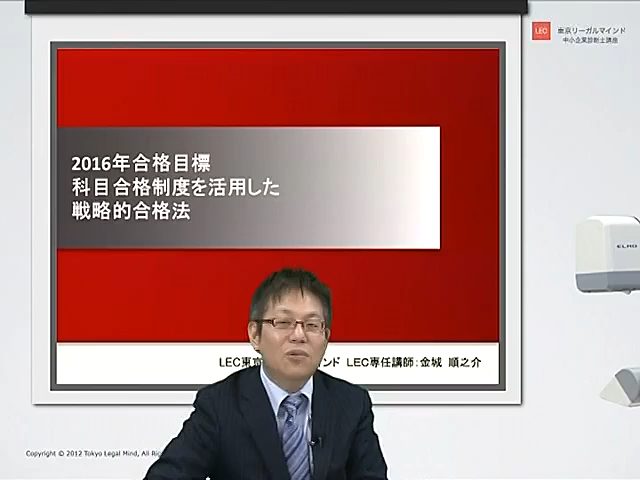 LEC 東京リーガルマインド
中小企業診断士講座
2016年合格目標
科目合格制度を活用した
戦略的合格法
ELMO
LEC東京 ンド LEC専任講師：金城 順之介
Copyright © 2012 Tokyo Legal Mind, All Ri